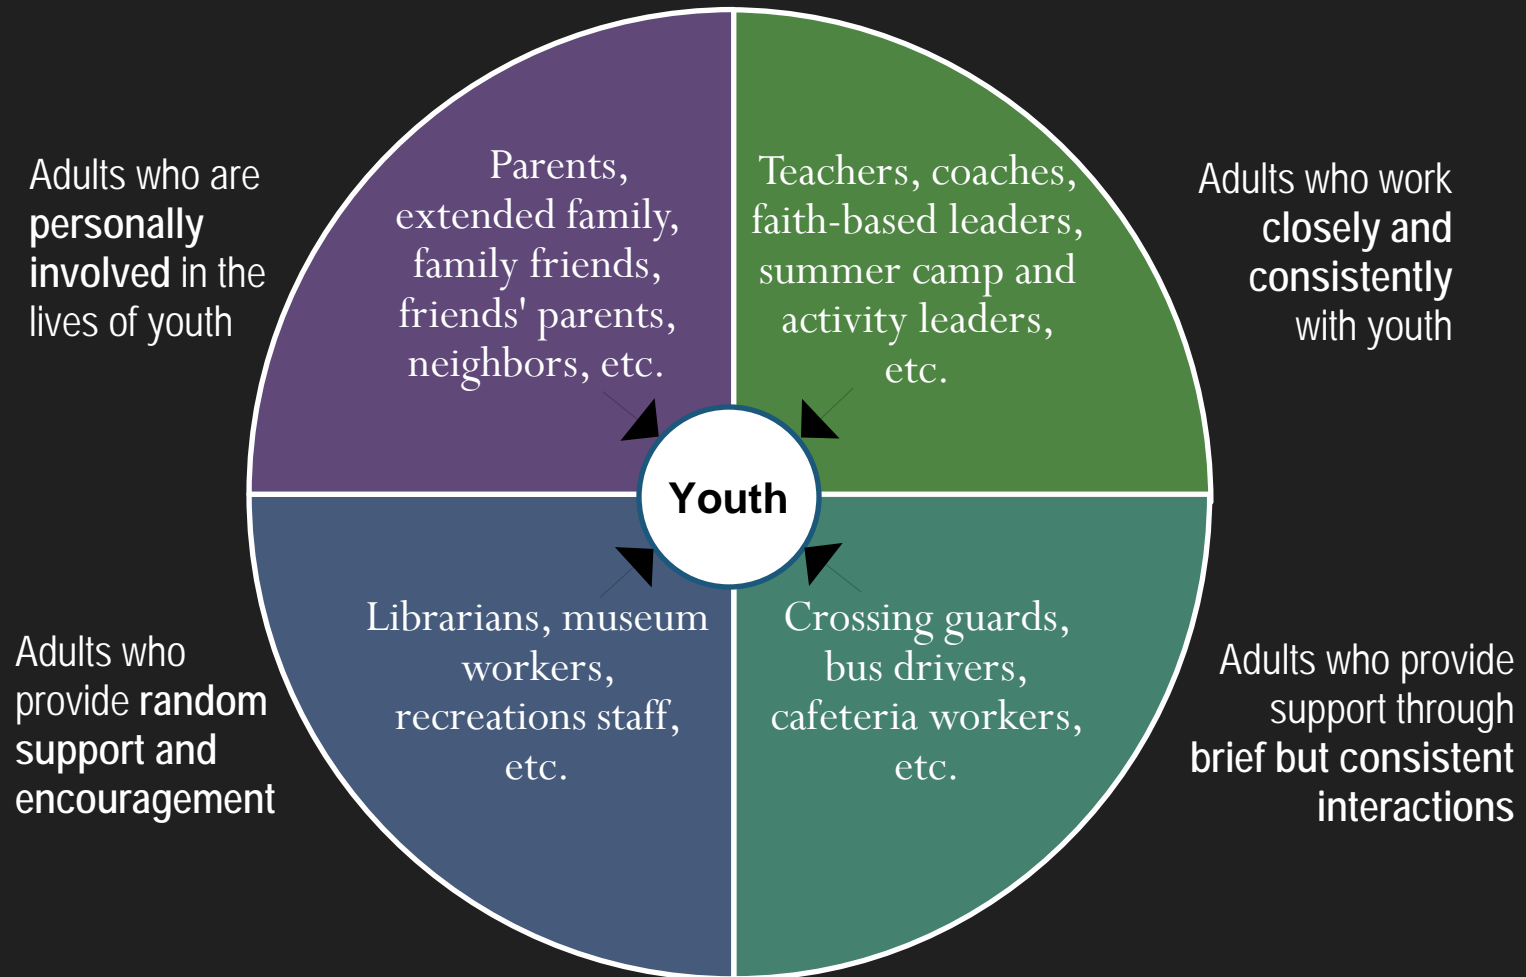 Adults who are
personally
involved in the
lives of youth
Parents,
extended family,
family friends,
friends' parents,
neighbors, etc.
Teachers, coaches,
faith-based leaders,
summer camp and
activity leaders,
etc.
Adults who work
closely and
consistently
with youth
Youth
Adults who
provide random
support and
encouragement
Librarians, museum
workers,
recreations staff,
etc.
Crossing guards,
bus drivers,
cafeteria workers,
etc.
Adults who provide
support through
brief but consistent
interactions